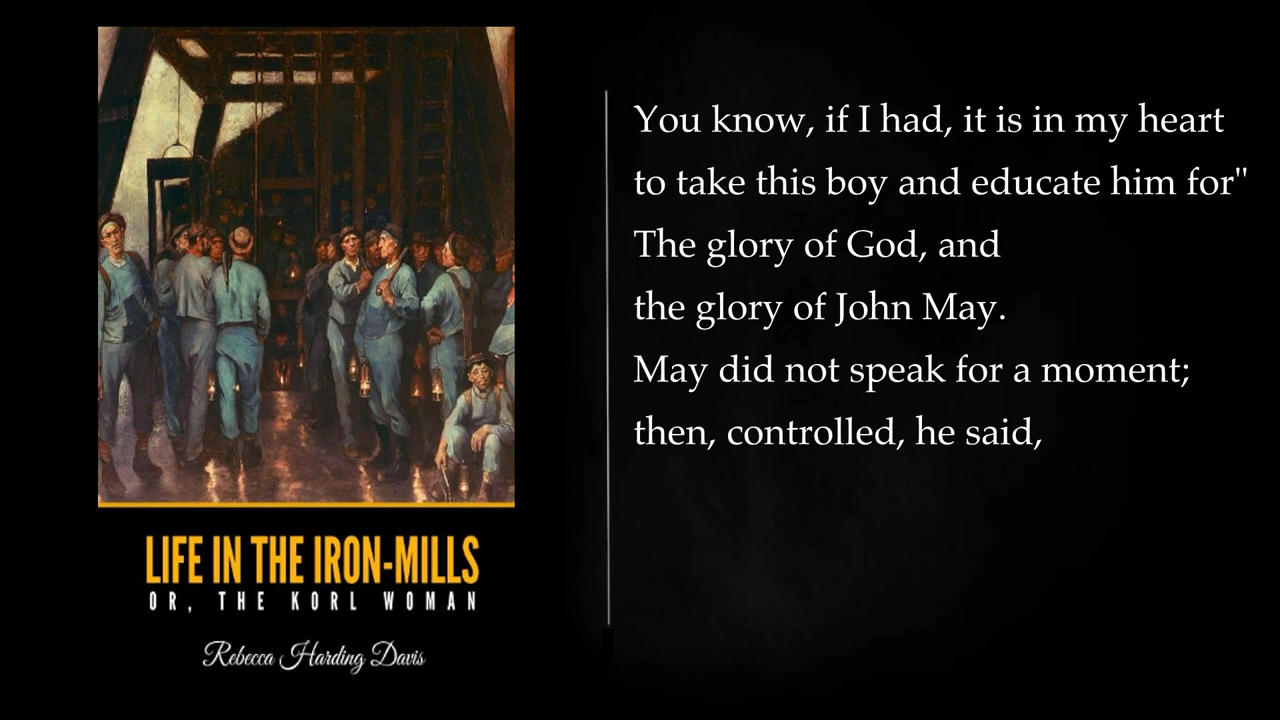 LIFE IN THE IRON-MILLS
OR, THE KORL WOMAN
Rebecca Harding Davis
You know, if I had, it is in my heart
to take this boy and educate him for"
The glory of God, and
the glory of John May.
May did not speak for a moment;
then, controlled, he said,